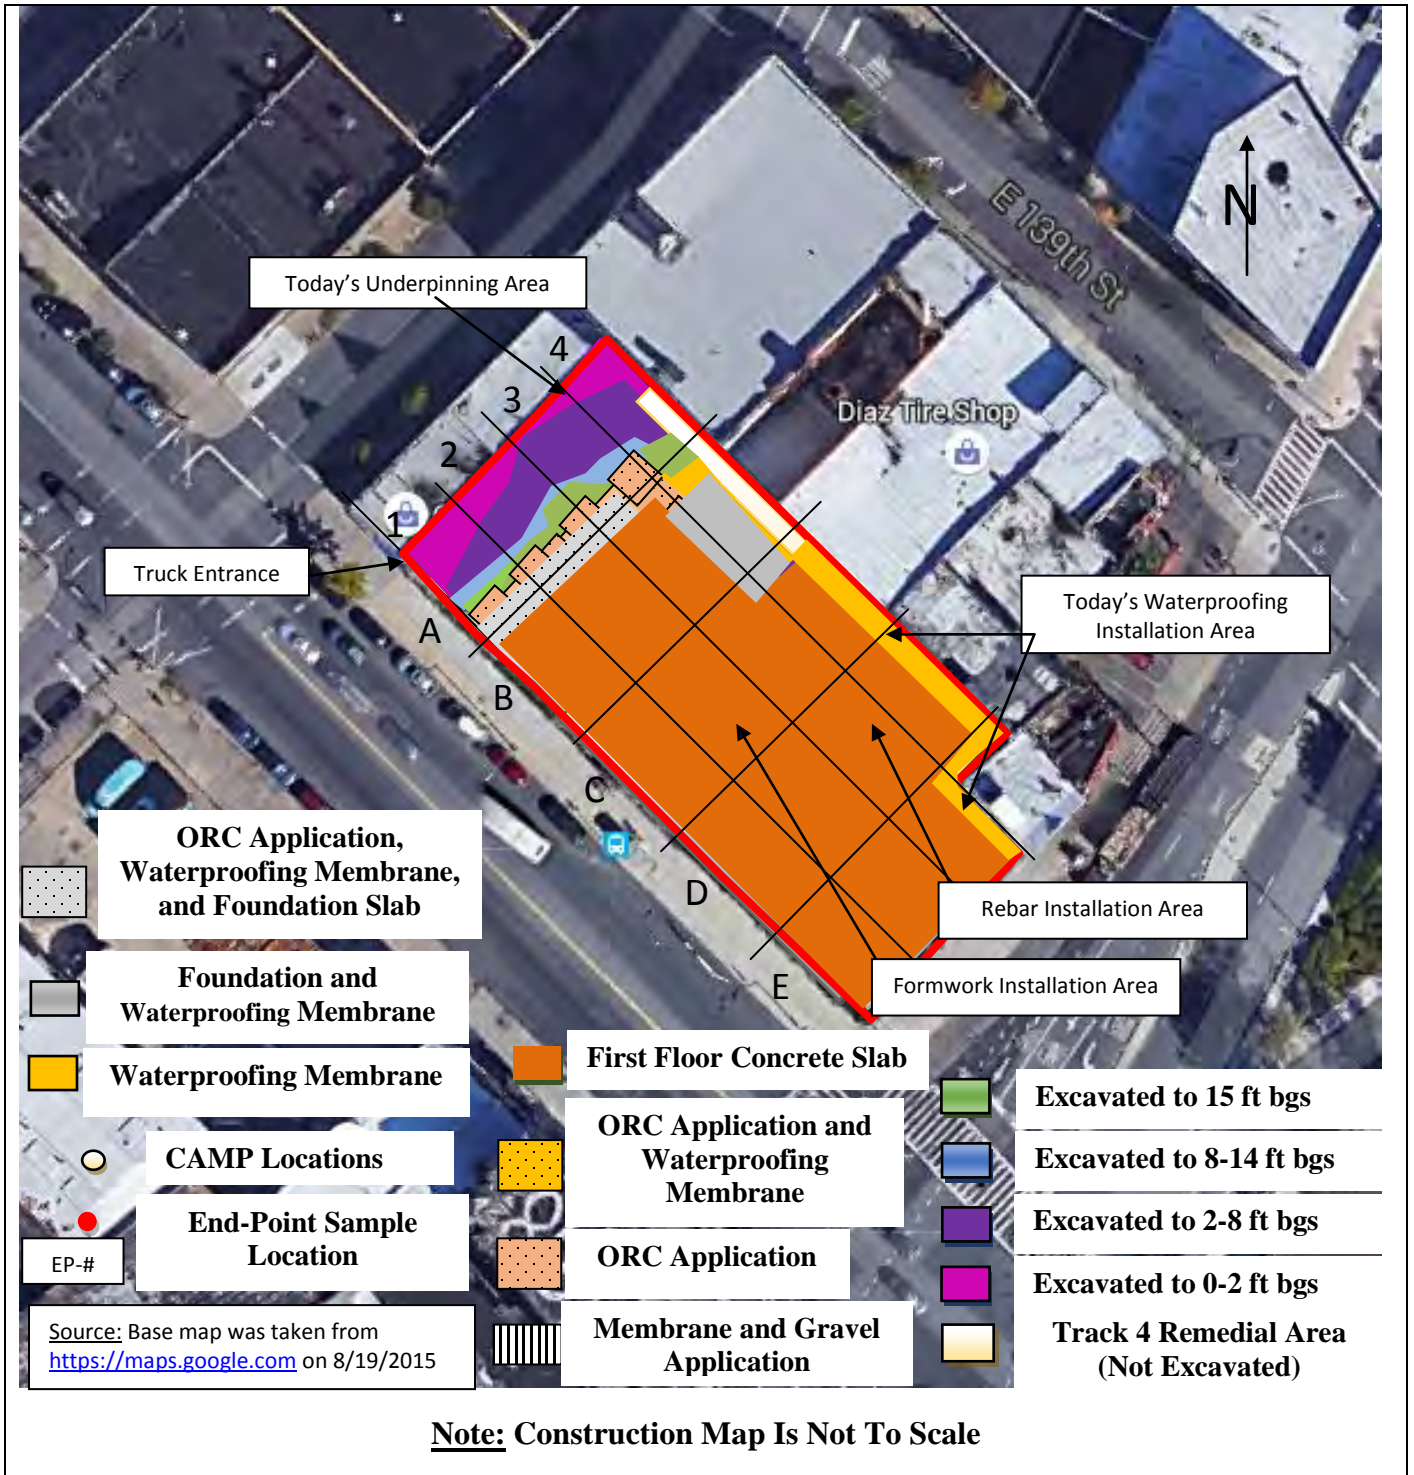 E 139th St
N
Today's Underpinning Area
4
3
2
1
Diaz Tire Shop
Truck Entrance
Today's Waterproofing
Installation Area
A
B
C
D
E
Rebar Installation Area
Formwork Installation Area
ORC Application,
Waterproofing Membrane,
and Foundation Slab
Foundation and
Waterproofing Membrane
Waterproofing Membrane
CAMP Locations
End-Point Sample
Location
EP-#
Source: Base map was taken from
https://maps.google.com on 8/19/2015
First Floor Concrete Slab
ORC Application and
Waterproofing
Membrane
ORC Application
Membrane and Gravel
Application
Excavated to 15 ft bgs
Excavated to 8-14 ft bgs
Excavated to 2-8 ft bgs
Excavated to 0-2 ft bgs
Track 4 Remedial Area
(Not Excavated)
Note: Construction Map Is Not To Scale